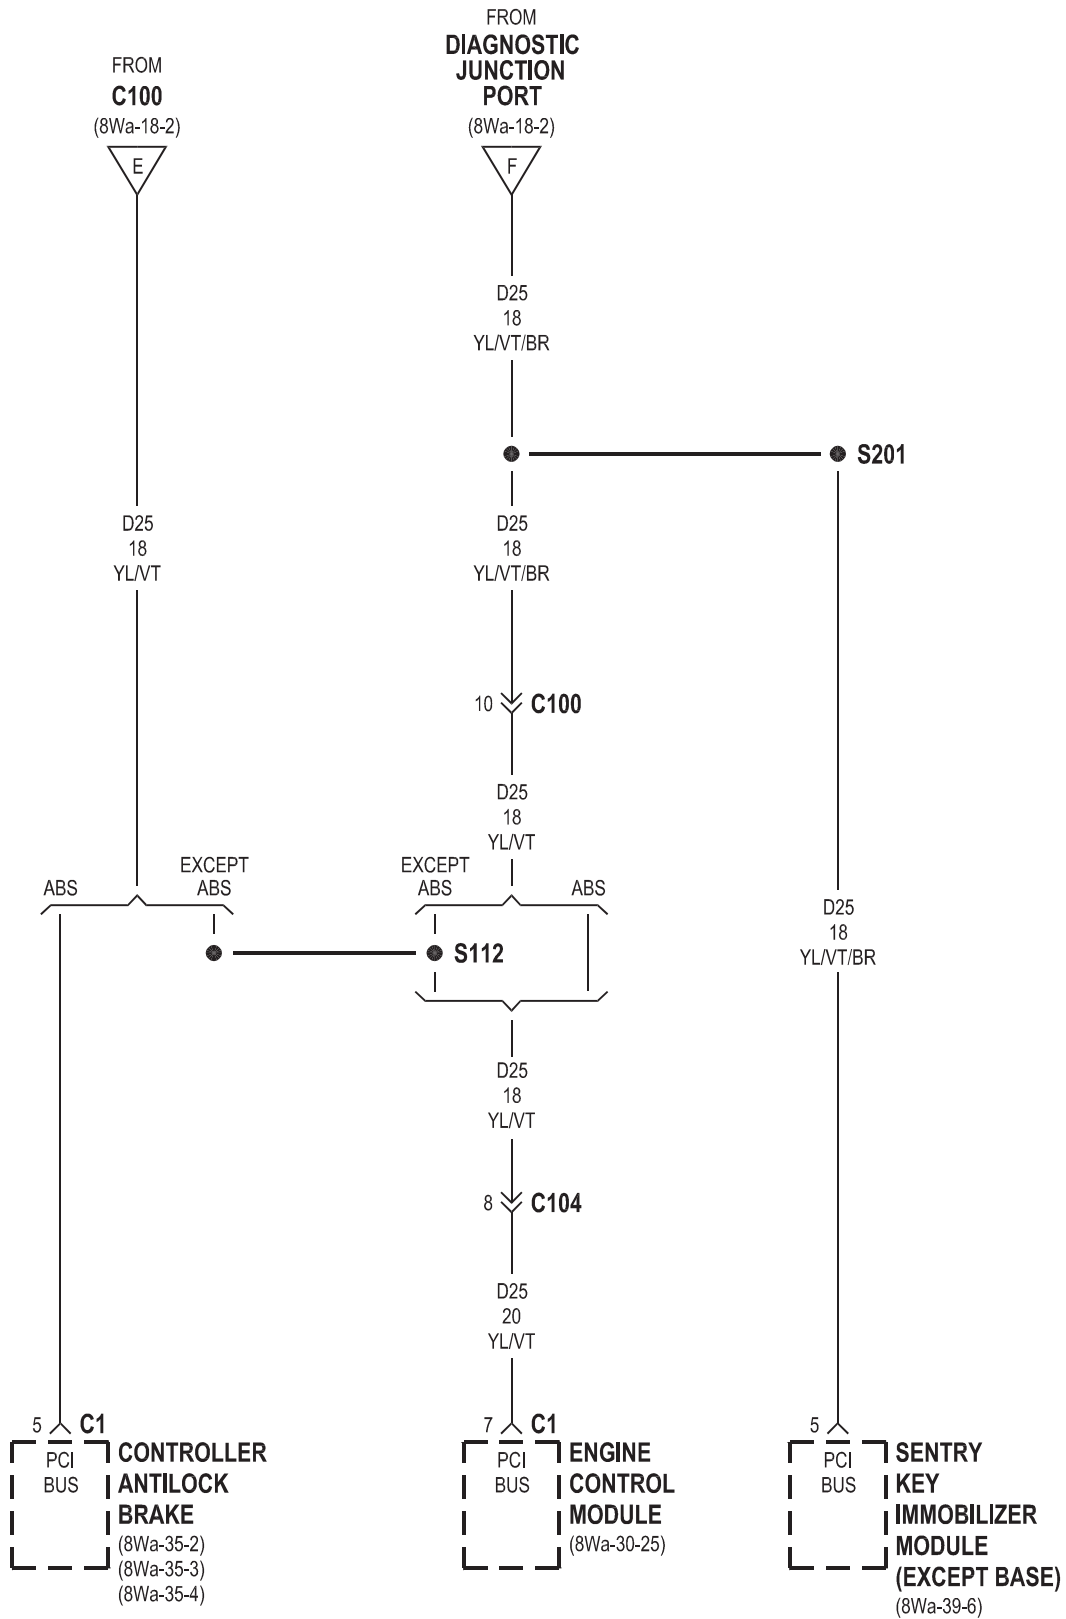 FROM
C100
(8Wa-18-2)
E
FROM
DIAGNOSTIC
JUNCTION
PORT
(8Wa-18-2)
F
D25
18
YL/VT/BR
S201
D25
18
YL/VT
D25
18
YL/VT/BR
10 C100
D25
18
YL/VT
ABS
EXCEPT
ABS
EXCEPT
ABS
ABS
D25
18
YL/VT/BR
S112
D25
18
YL/VT
8 C104
D25
20
YL/VT
5 C1
PCI
BUS
CONTROLLER
ANTILOCK
BRAKE
(8Wa-35-2)
(8Wa-35-3)
(8Wa-35-4)
7 C1
PCI
BUS
ENGINE
CONTROL
MODULE
(8Wa-30-25)
5
PCI
BUS
SENTRY
KEY
IMMOBILIZER
MODULE
(EXCEPT BASE)
(8Wa-39-6)